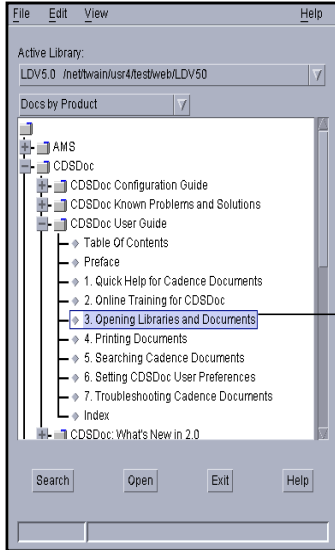 File Edit View Help
Active Library:
LDV5.0 /net/twain/usr4/test/web/LDV50
Docs by Product
AMS
CDSDoc
CDSDoc Configuration Guide
CDSDoc Known Problems and Solutions
CDSDoc User Guide
Table Of Contents
Preface
1. Quick Help for Cadence Documents
2. Online Training for CDSDoc
3. Opening Libraries and Documents
4. Printing Documents
5. Searching Cadence Documents
6. Setting CDSDoc User Preferences
7. Troubleshooting Cadence Documents
Index
CDSDoc: What's New in 2.0
Search Open Exit Help